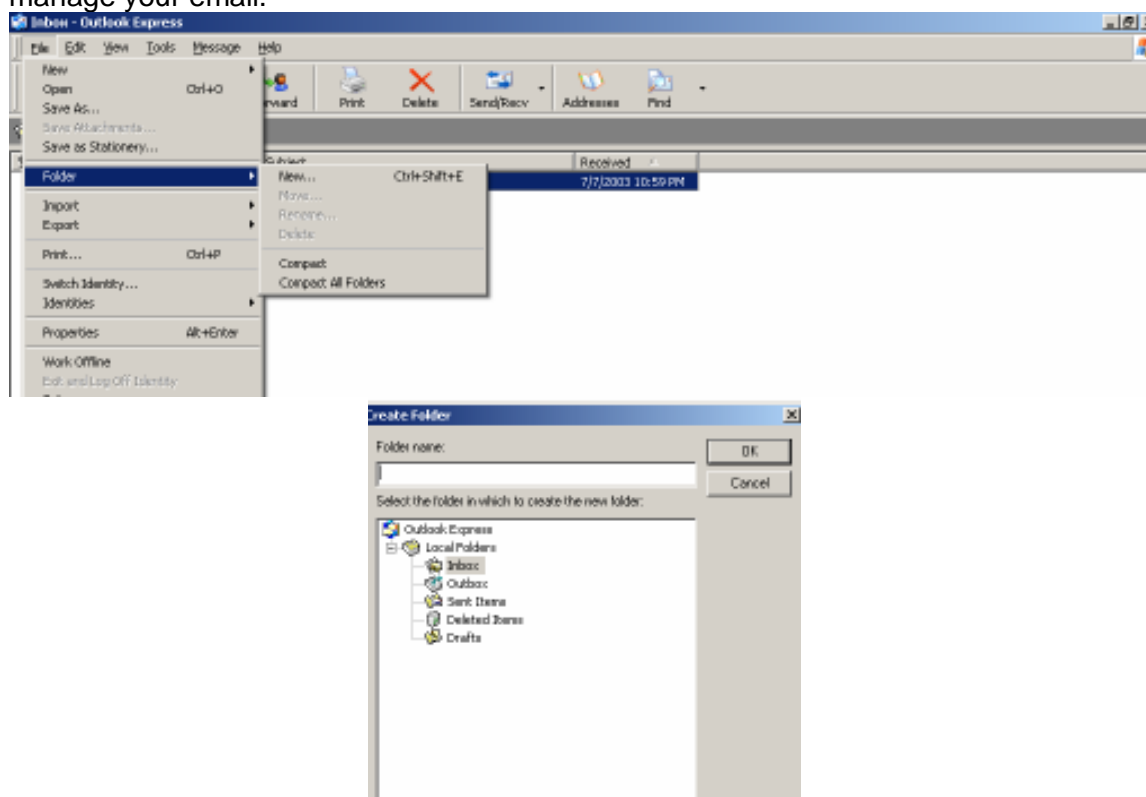 manage your email.
Inbox - Outlook Express
File Edit View Tools Message Help
New
Open Ctrl+O
Save As...
Save Attachments...
Save as Stationery...
Folder
Import
Export
Print... Ctrl+P
Switch Identity...
Identities
Properties Alt+Enter
Work Offline
Exit and Log Off Identity
Print Delete Send/Recv Addresses Find
Subject Received
7/7/2003 10:59 PM
New... Ctrl+Shift+E
Move...
Rename...
Delete
Compact
Compact All Folders
Create Folder
Folder name:
OK
Cancel
Select the folder in which to create the new folder:
Outlook Express
Local Folders
Inbox
Outbox
Sent Items
Deleted Items
Drafts